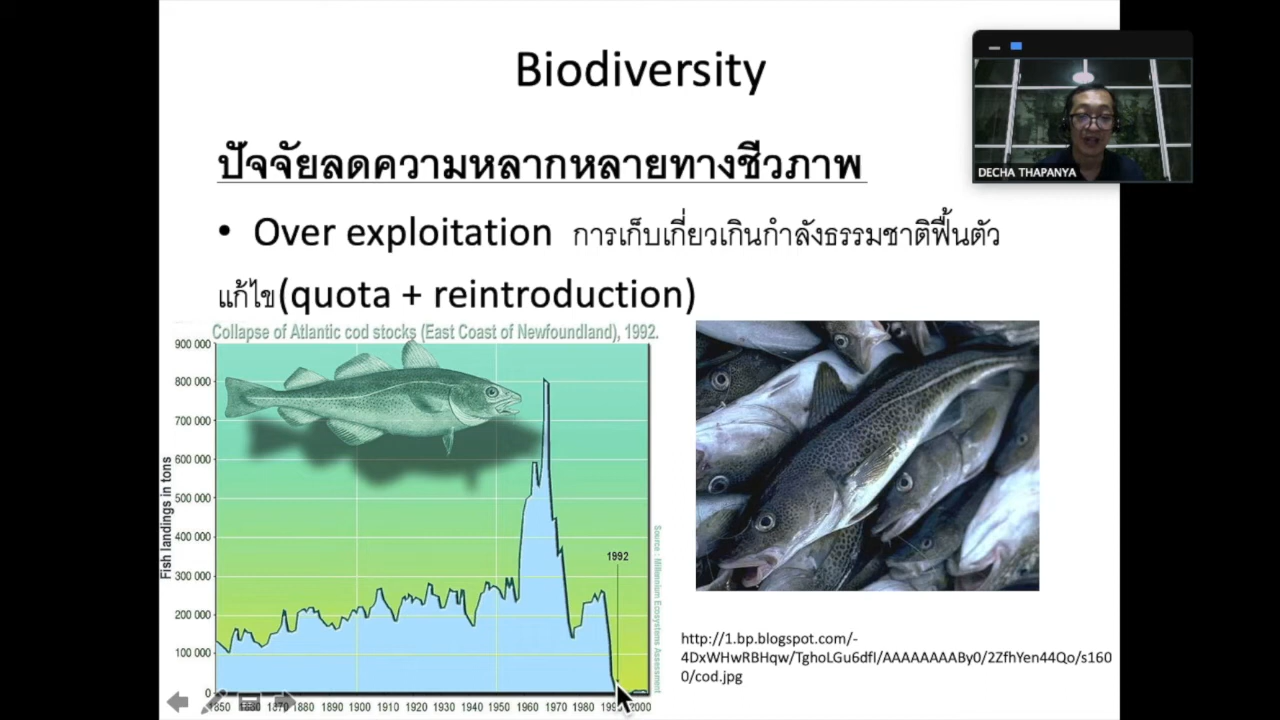 Biodiversity
DECHA THAPANYA
ปัจจัยลดความหลากหลายทางชีวภาพ
• Over exploitation การเก็บเกี่ยวเกินกำลังธรรมชาติฟื้นตัว
แก้ไข(quota + reintroduction)
Collapse of Atlantic cod stocks (East Coast of Newfoundland), 1992.
900 000
800 000
700 000
600 000
500 000
400 000
300 000
200 000
100 000
0
Fish landings in tons
1992
Source : Millennium Ecosystems Assessment
1850 1860 1870 1880 1890 1900 1910 1920 1930 1940 1950 1960 1970 1980 1990 2000
http://1.bp.blogspot.com/-
4DxWHwRBHqw/TghoLGu6dfI/AAAAAAAABy0/2ZfhYen44Qo/s160
0/cod.jpg